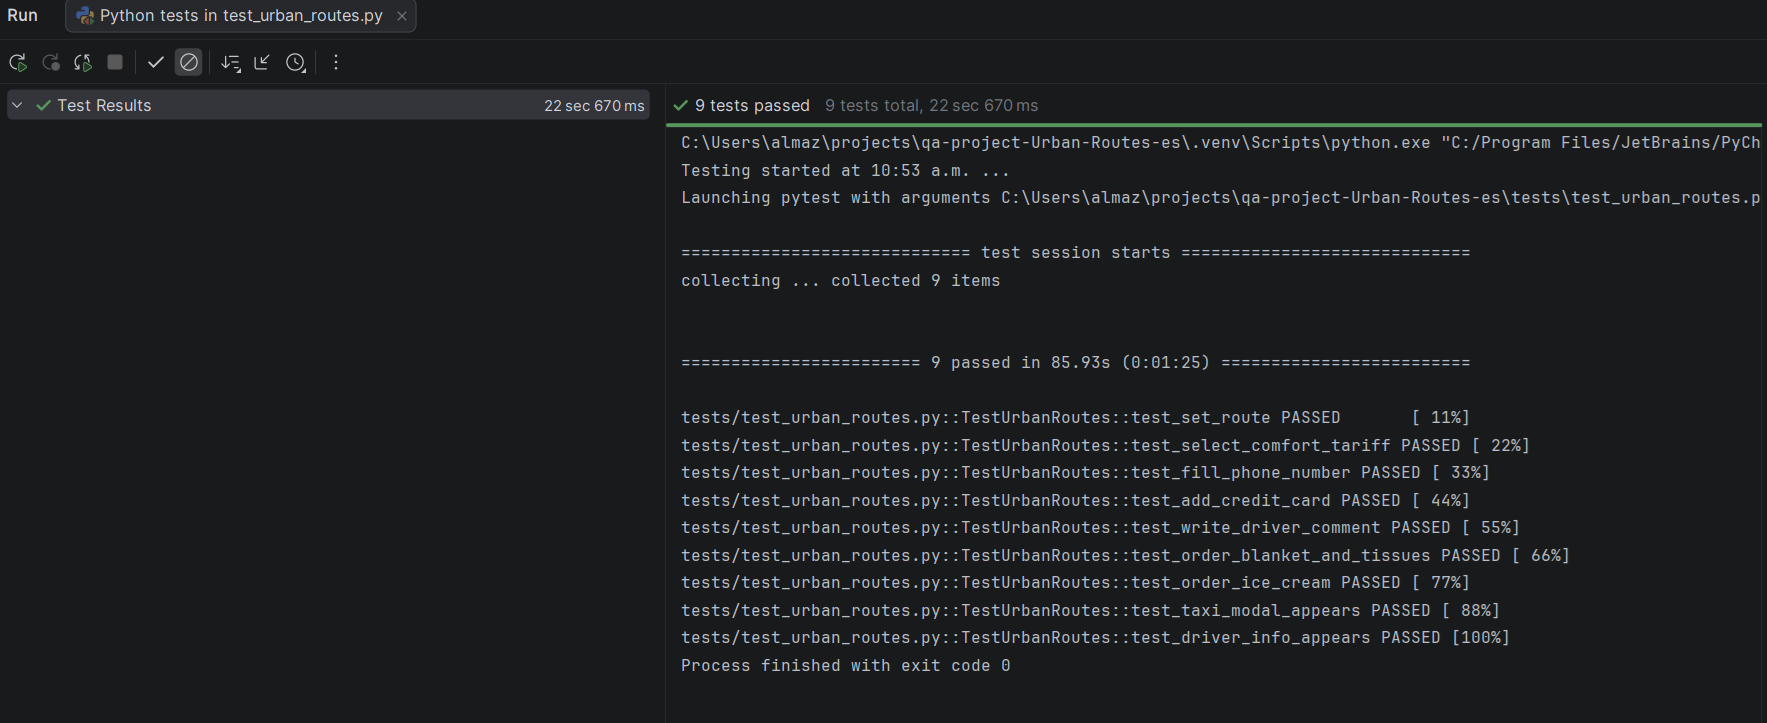 Run
Python tests in test_urban_routes.py
Test Results 22 sec 670 ms
9 tests passed 9 tests total, 22 sec 670 ms
C:\Users\almaz\projects\qa-project-Urban-Routes-es\.venv\Scripts\python.exe "C:/Program Files/JetBrains/PyCh
Testing started at 10:53 a.m. ...
Launching pytest with arguments C:\Users\almaz\projects\qa-project-Urban-Routes-es\tests\test_urban_routes.p
============================= test session starts =============================
collecting ... collected 9 items
======================== 9 passed in 85.93s (0:01:25) =========================
tests/test_urban_routes.py::TestUrbanRoutes::test_set_route PASSED       [ 11%]
tests/test_urban_routes.py::TestUrbanRoutes::test_select_comfort_tariff PASSED [ 22%]
tests/test_urban_routes.py::TestUrbanRoutes::test_fill_phone_number PASSED [ 33%]
tests/test_urban_routes.py::TestUrbanRoutes::test_add_credit_card PASSED [ 44%]
tests/test_urban_routes.py::TestUrbanRoutes::test_write_driver_comment PASSED [ 55%]
tests/test_urban_routes.py::TestUrbanRoutes::test_order_blanket_and_tissues PASSED [ 66%]
tests/test_urban_routes.py::TestUrbanRoutes::test_order_ice_cream PASSED [ 77%]
tests/test_urban_routes.py::TestUrbanRoutes::test_taxi_modal_appears PASSED [ 88%]
tests/test_urban_routes.py::TestUrbanRoutes::test_driver_info_appears PASSED [100%]
Process finished with exit code 0